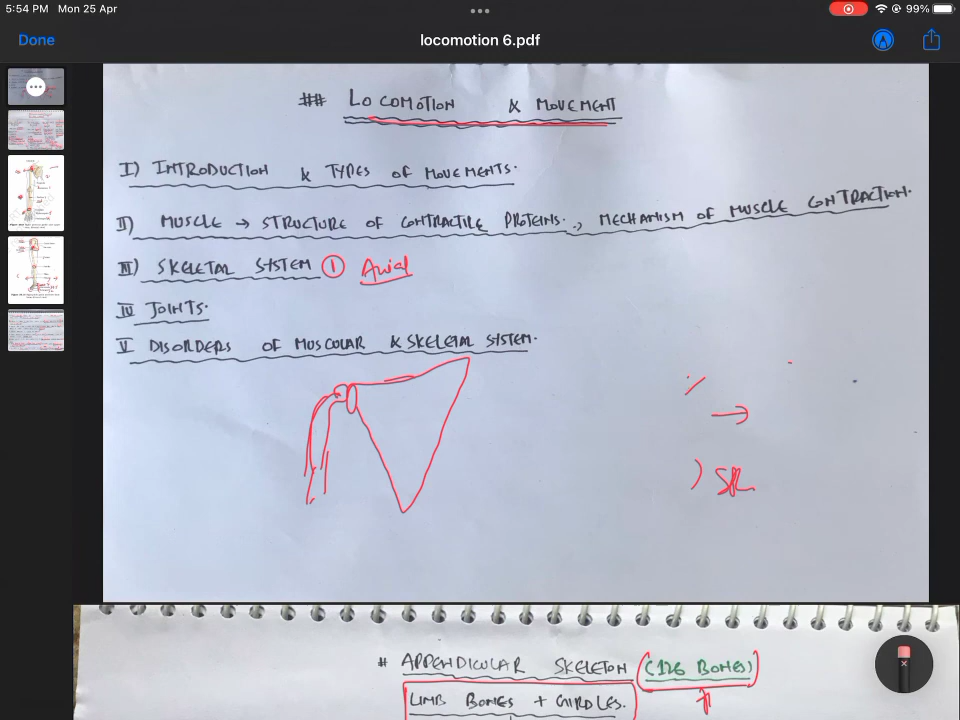 5:54 PM Mon 25 Apr
99%
Done
locomotion 6.pdf
## LOCOMOTION & MOVEMENT
I) INTRODUCTION & TYPES OF MOVEMENTS.
II) MUSCLE → STRUCTURE OF CONTRACTILE PROTEINS., MECHANISM OF MUSCLE CONTRACTION.
III) SKELETAL SYSTEM ① Axial
IV JOINTS.
V DISORDERS OF MUSCULAR & SKELETAL SYSTEM.
# APPENDICULAR SKELETON (126 BONES)
LIMB BONES + GIRDLES.